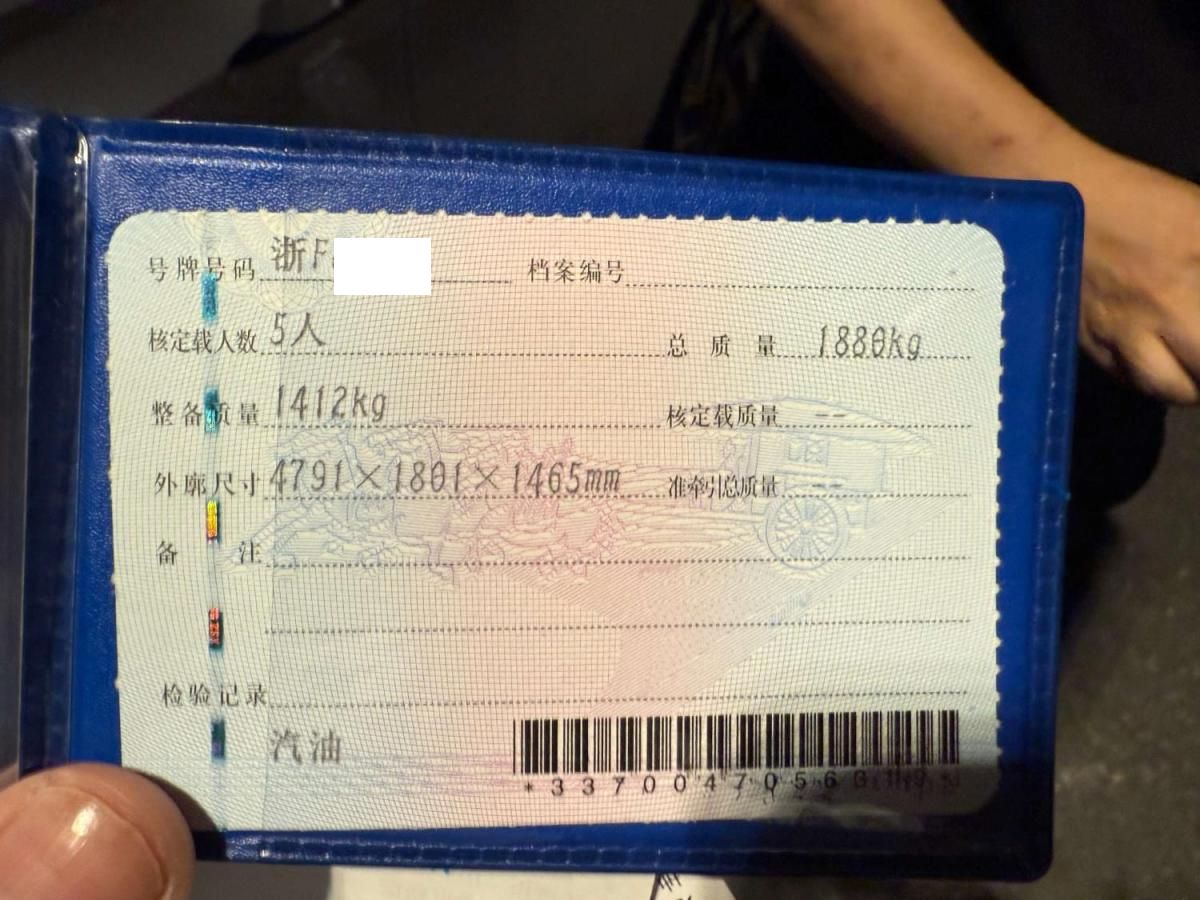 号牌号码 浙F 档案编号
核定载人数 5人 总质量 1880kg
整备质量 1412kg 核定载质量 --
外廓尺寸 4791×1801×1465mm 准牵引总质量 --
备注
检验记录
汽油
*3370047056